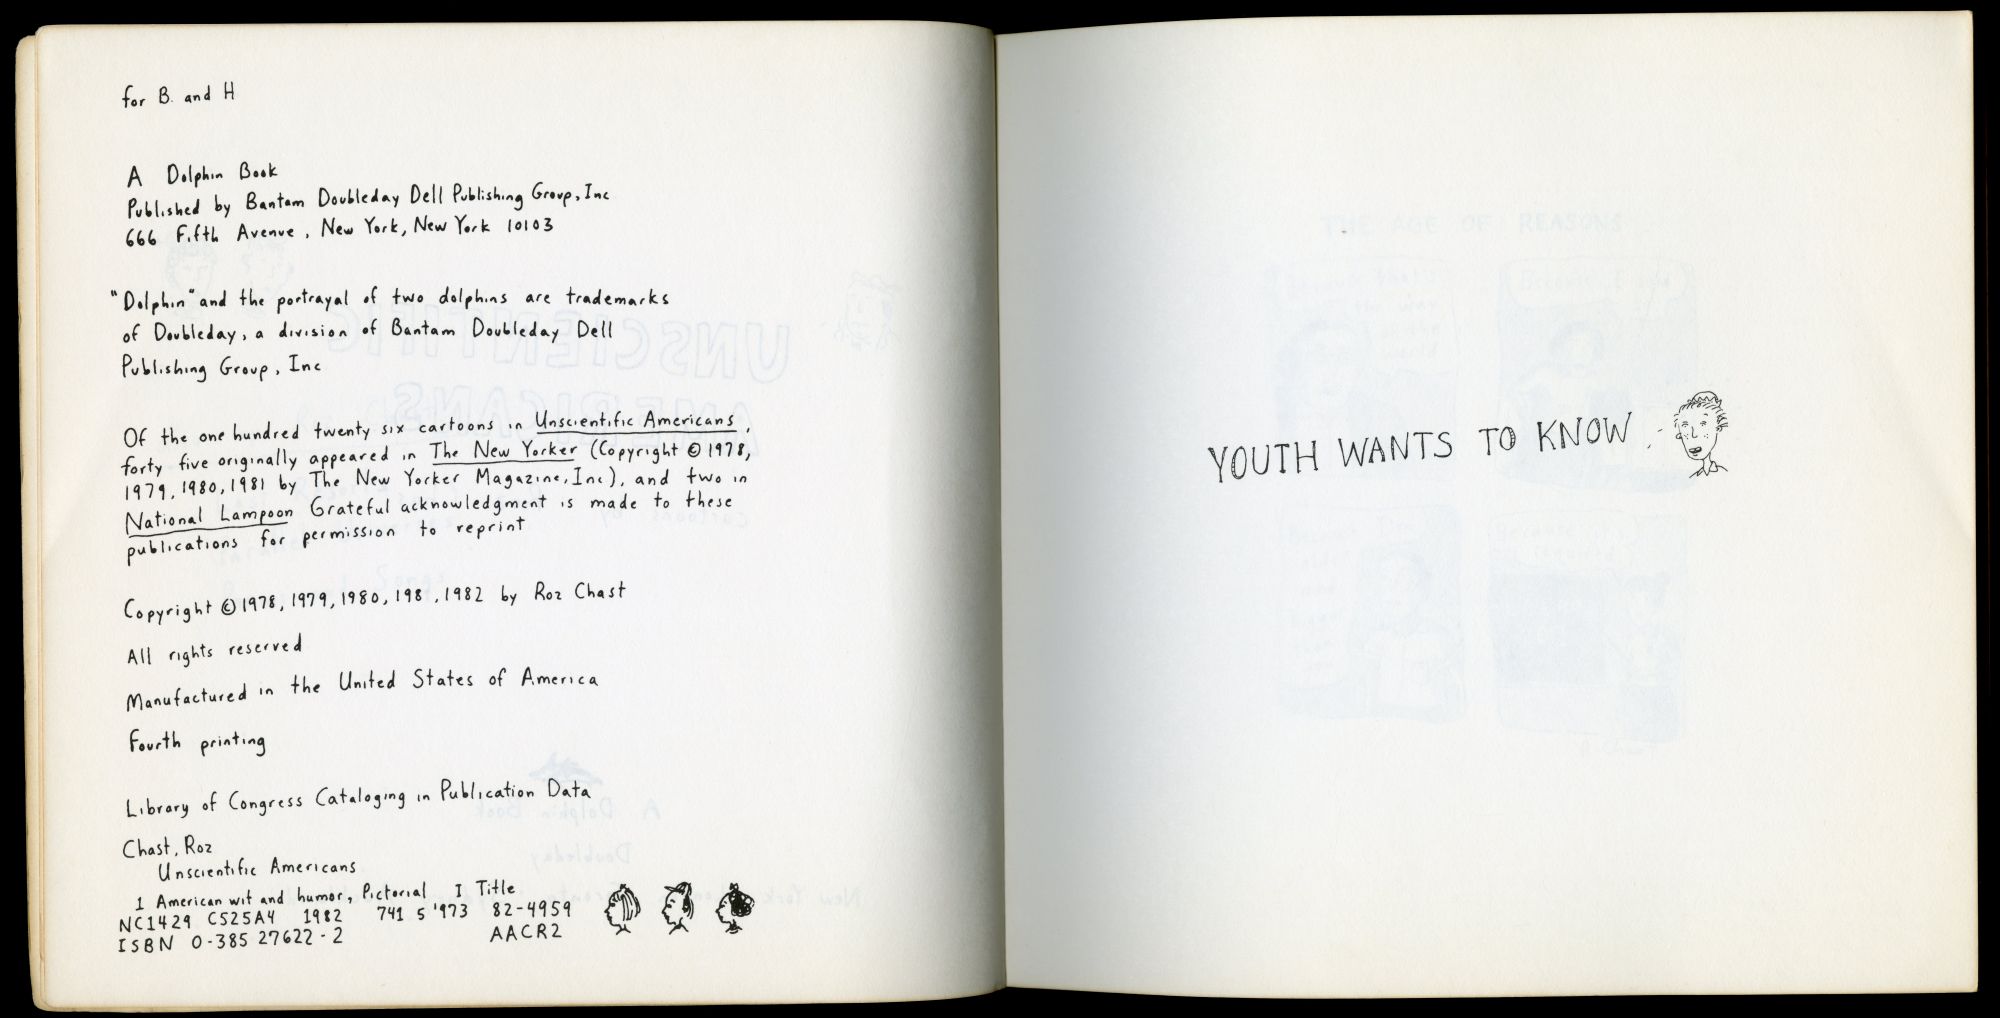 for B. and H
A Dolphin Book
Published by Bantam Doubleday Dell Publishing Group, Inc
666 Fifth Avenue, New York, New York 10103
"Dolphin" and the portrayal of two dolphins are trademarks
of Doubleday, a division of Bantam Doubleday Dell
Publishing Group, Inc
Of the one hundred twenty six cartoons in Unscientific Americans,
forty five originally appeared in The New Yorker (Copyright © 1978,
1979, 1980, 1981 by The New Yorker Magazine, Inc), and two in
National Lampoon Grateful acknowledgment is made to these
publications for permission to reprint
Copyright © 1978, 1979, 1980, 198 , 1982 by Roz Chast
All rights reserved
Manufactured in the United States of America
Fourth printing
Library of Congress Cataloging in Publication Data
Chast, Roz
Unscientific Americans
1 American wit and humor, Pictorial I Title
NC1429 C525A4 1982 741 5'973 82-4959
ISBN 0-385 27622-2 AACR2
YOUTH WANTS TO KNOW
THE AGE OF REASONS